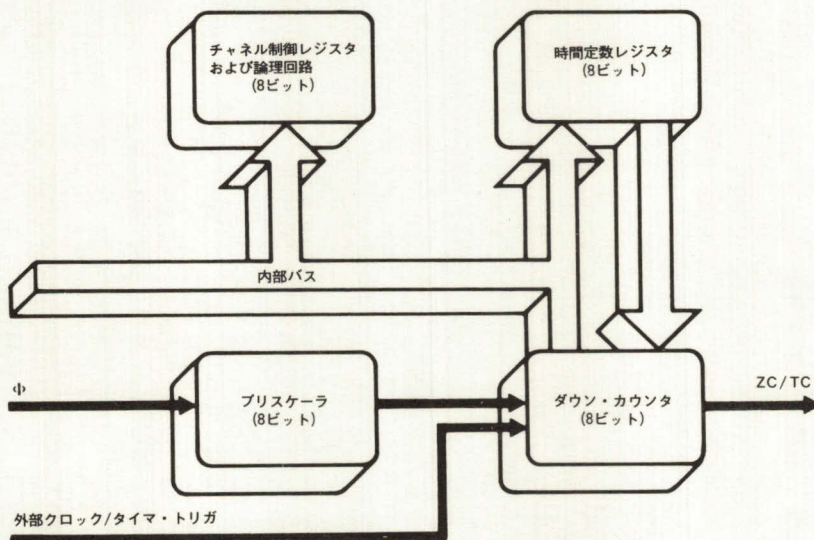 チャネル制御レジスタ
および論理回路
(8ビット)
時間定数レジスタ
(8ビット)
内部バス
Φ
プリスケーラ
(8ビット)
ダウン・カウンタ
(8ビット)
ZC/TC
外部クロック/タイマ・トリガ